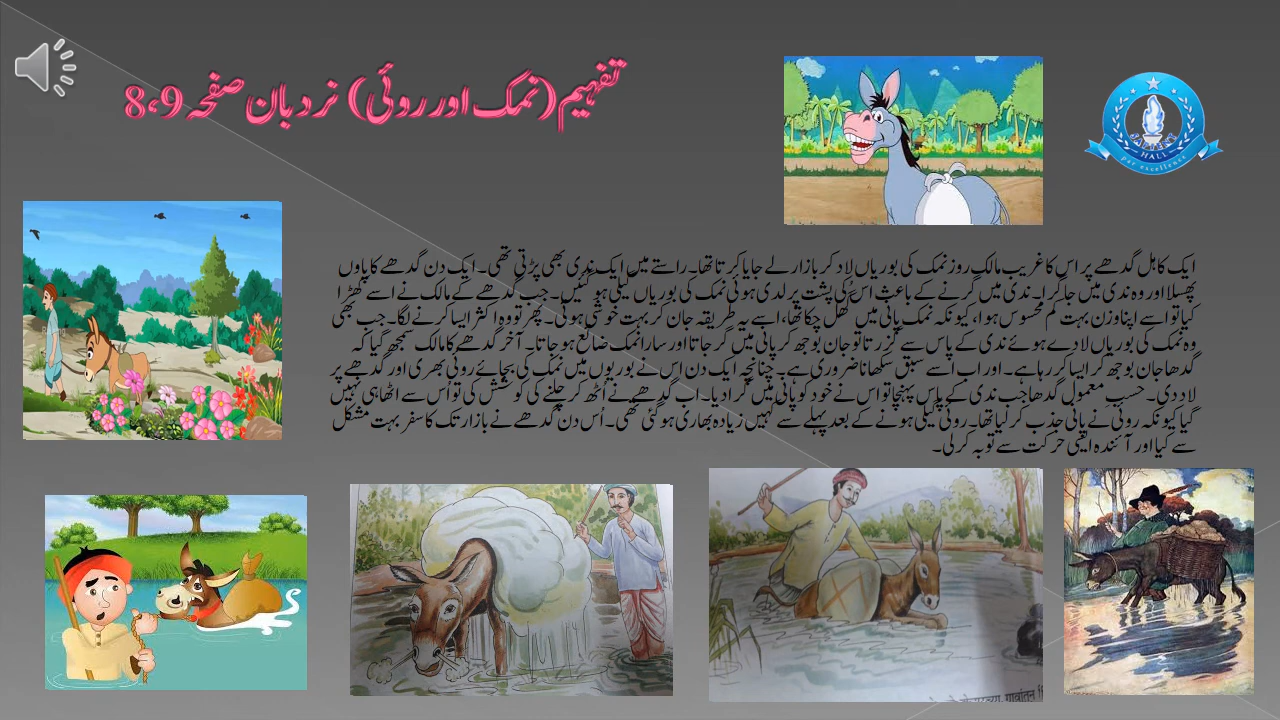 تفہیم (نمک اور روئی) نردبان صفحہ 8،9
ایک کاہل گدھے پر اس کا غریب مالک روز نمک کی بوریاں لاد کر بازار لے جایا کرتا تھا۔ راستے میں ایک ندی بھی پڑتی تھی۔ ایک دن گدھے کا پاوں
پھسلا اور وہ ندی میں جا گرا۔ ندی میں گرنے کے باعث اس کی پشت پر لدی ہوئی نمک کی بوریاں گیلی ہو گئیں۔ جب گدھے کے مالک نے اسے کھڑا
کیا تو اسے اپنا وزن بہت کم محسوس ہوا، کیونکہ نمک پانی میں گھل چکا تھا، اسے یہ طریقہ جان کر بہت خوشی ہوئی۔ پھر تو وہ اکثر ایسا کرنے لگا۔ جب بھی
وہ نمک کی بوریاں لادے ہوئے ندی کے پاس سے گزرتا تو جان بوجھ کر پانی میں گر جاتا اور سارا نمک ضائع ہو جاتا۔ آخر گدھے کا مالک سمجھ گیا کہ
گدھا جان بوجھ کر ایسا کر رہا ہے۔ اور اب اسے سبق سکھانا ضروری ہے۔ چنانچہ ایک دن اس نے بوریوں میں نمک کی بجائے روئی بھری اور گدھے پر
لاد دی۔ حسب معمول گدھا جب ندی کے پاس پہنچا تو اس نے خود کو پانی میں گرا دیا۔ اب گدھے نے اُٹھ کر چلنے کی کوشش کی تو اُس سے اٹھا ہی نہیں
گیا کیونکہ روئی نے پانی جذب کر لیا تھا۔ روئی گیلی ہونے کے بعد پہلے سے کہیں زیادہ بھاری ہو گئی تھی۔ اُس دن گدھے نے بازار تک کا سفر بہت مشکل
سے کیا اور آئندہ ایسی حرکت سے توبہ کر لی۔
HALL
par excellence